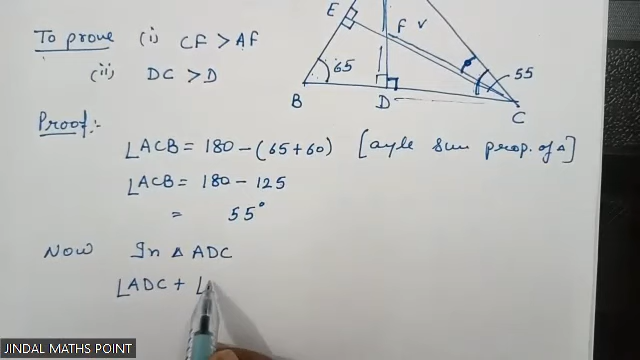 E
F
To prove (i) CF > AF
65
55
(ii) DC > D
B
D
C
Proof:-
∠ACB = 180 - (65+60) [ayle sum prop. of Δ]
∠ACB = 180 - 125
= 55°
Now In Δ ADC
∠ADC + ∠
JINDAL MATHS POINT